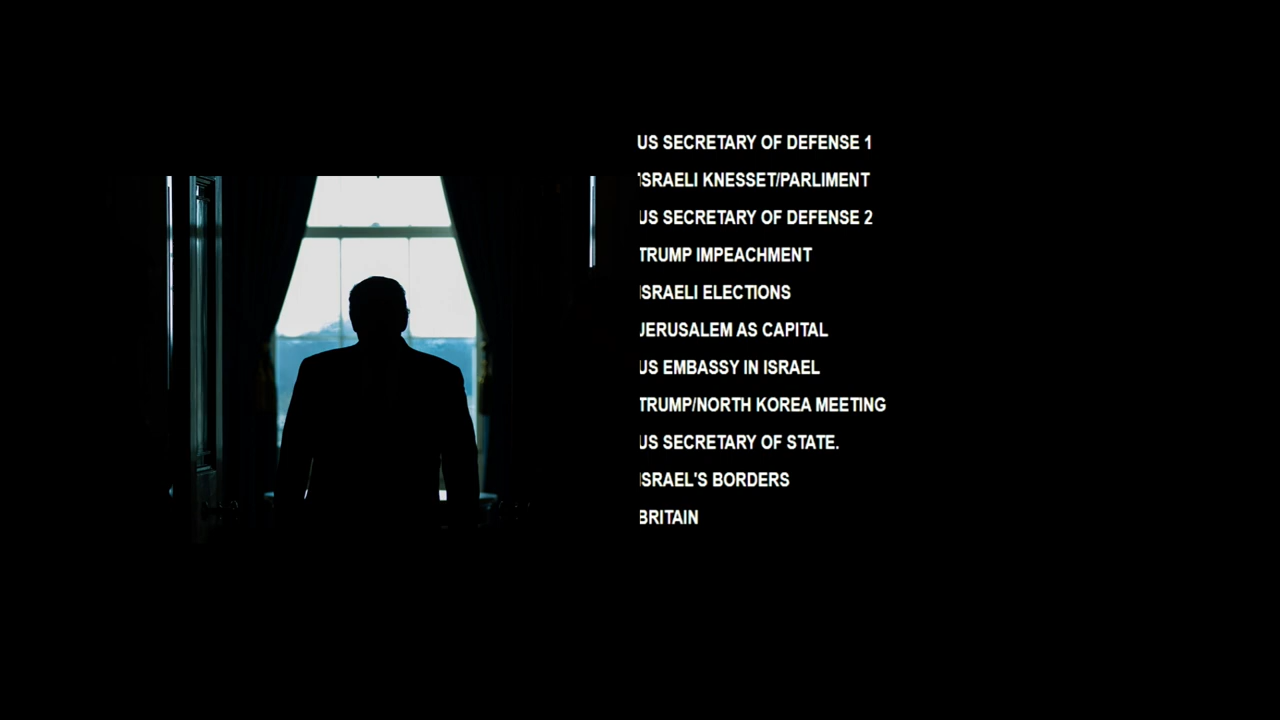 US SECRETARY OF DEFENSE 1
ISRAELI KNESSET/PARLIMENT
US SECRETARY OF DEFENSE 2
TRUMP IMPEACHMENT
ISRAELI ELECTIONS
JERUSALEM AS CAPITAL
US EMBASSY IN ISRAEL
TRUMP/NORTH KOREA MEETING
US SECRETARY OF STATE.
ISRAEL'S BORDERS
BRITAIN